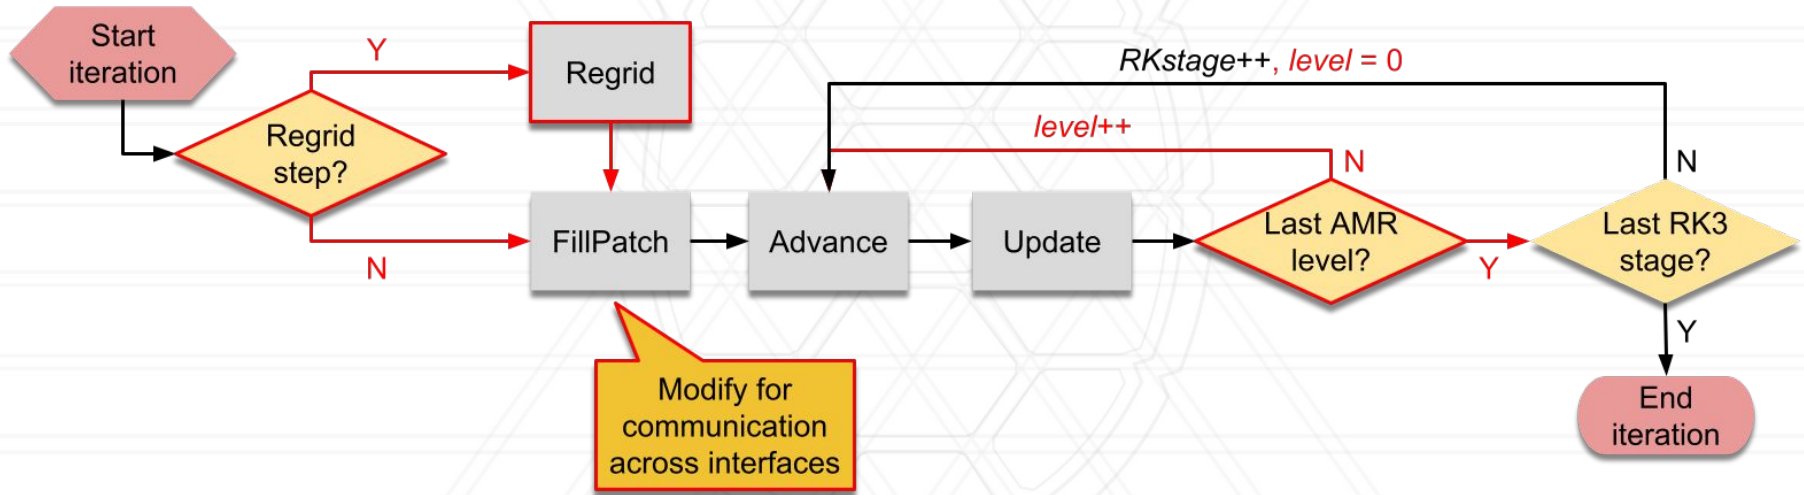 Start
iteration
Y
Regrid
step?
N
Regrid
RKstage++, level = 0
level++
FillPatch
Advance
Update
Last AMR
level?
N
Y
Last RK3
stage?
N
Y
Modify for
communication
across interfaces
End
iteration